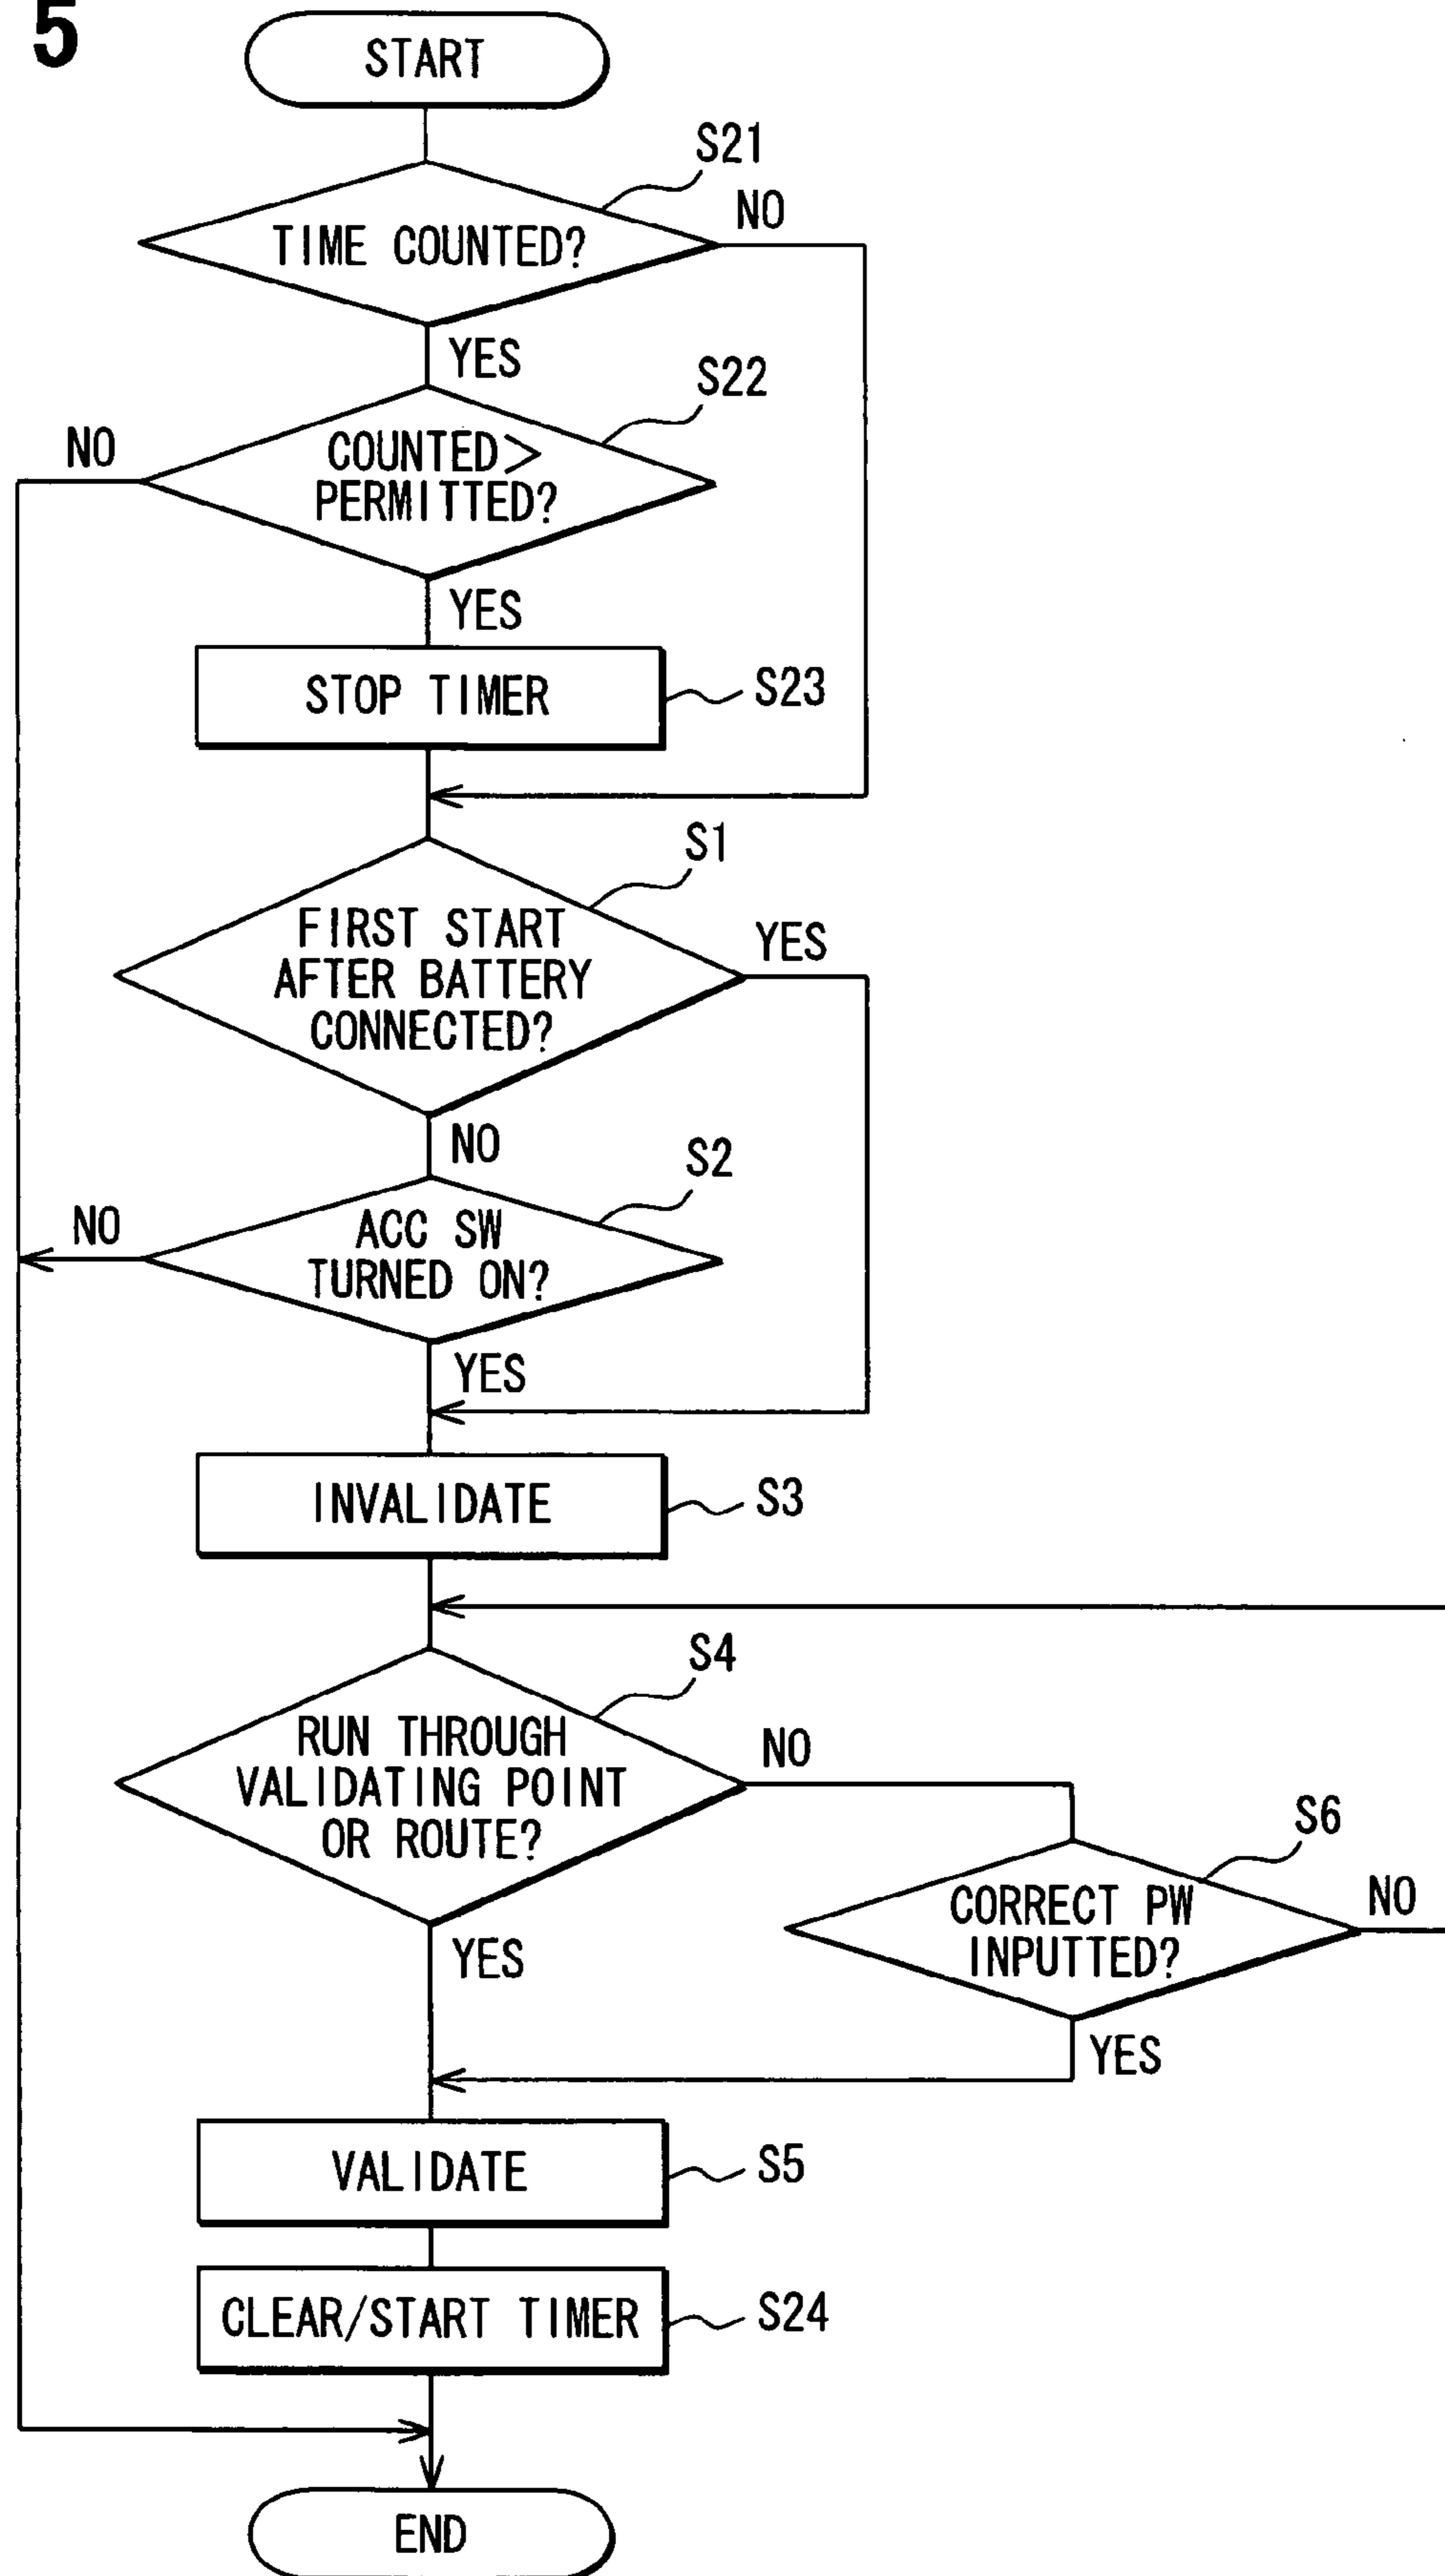 5
START
S21
TIME COUNTED?
NO
YES
S22
COUNTED>
PERMITTED?
NO
YES
STOP TIMER
S23
S1
FIRST START
AFTER BATTERY
CONNECTED?
YES
NO
S2
ACC SW
TURNED ON?
NO
YES
INVALIDATE
S3
S4
RUN THROUGH
VALIDATING POINT
OR ROUTE?
NO
YES
S6
CORRECT PW
INPUTTED?
NO
YES
VALIDATE
S5
CLEAR/START TIMER
S24
END